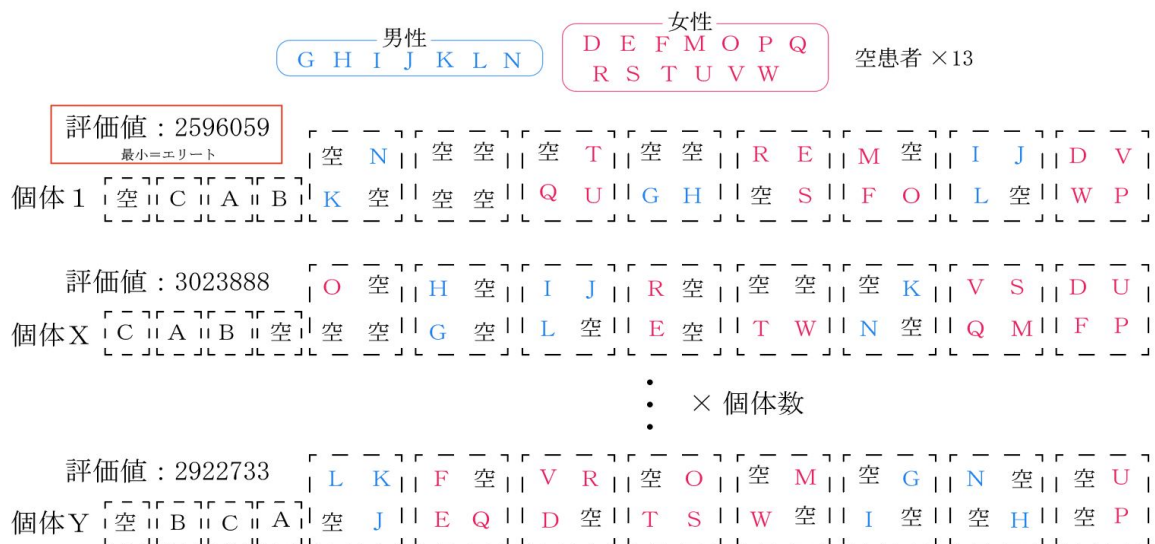 男性
G H I J K L N
女性
D E F M O P Q
R S T U V W
空患者 ×13
評価値：2596059
最小＝エリート
空 N 空 空 空 T 空 空 R E M 空 I J D V
個体1 空 C A B K 空 空 空 Q U G H 空 S F O L 空 W P
評価値：3023888
O 空 H 空 I J R 空 空 空 空 K V S D U
個体X C A B 空 空 空 G 空 L 空 E 空 T W N 空 Q M F P
× 個体数
評価値：2922733
L K F 空 V R 空 O 空 M 空 G N 空 空 U
個体Y 空 B C A 空 J E Q D 空 T S W 空 I 空 空 H 空 P